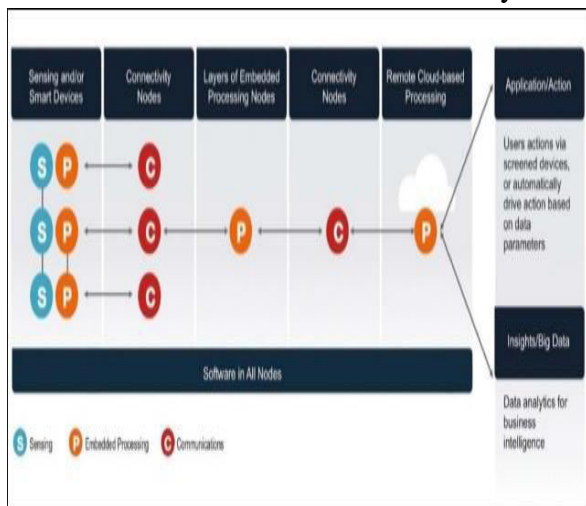 Sensing and/or
Smart Devices
Connectivity
Nodes
Layers of Embedded
Processing Nodes
Connectivity
Nodes
Remote Cloud-based
Processing
Application/Action
S P C
S P C P C P
S P C
Users actions via
screened devices,
or automatically
drive action based
on data
parameters
Insights/Big Data
Data analytics for
business
intelligence
Software in All Nodes
S Sensing P Embedded Processing C Communications